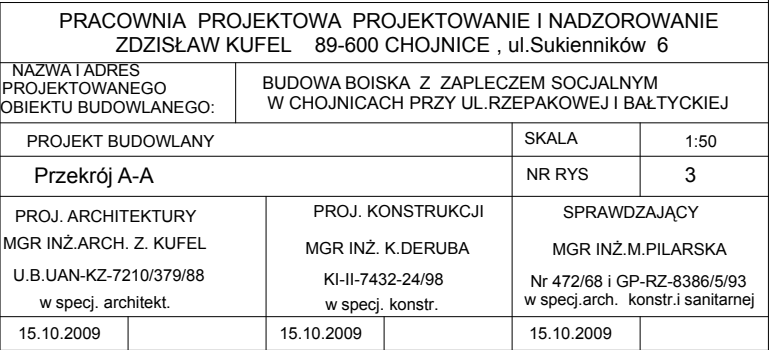 PRACOWNIA PROJEKTOWA PROJEKTOWANIE I NADZOROWANIE
ZDZISŁAW KUFEL 89-600 CHOJNICE , ul.Sukienników 6
NAZWA I ADRES
PROJEKTOWANEGO
OBIEKTU BUDOWLANEGO:
BUDOWA BOISKA Z ZAPLECZEM SOCJALNYM
W CHOJNICACH PRZY UL.RZEPAKOWEJ I BAŁTYCKIEJ
PROJEKT BUDOWLANY
SKALA
1:50
Przekrój A-A
NR RYS
3
PROJ. ARCHITEKTURY
MGR INŻ.ARCH. Z. KUFEL
U.B.UAN-KZ-7210/379/88
w specj. architekt.
PROJ. KONSTRUKCJI
MGR INŻ. K.DERUBA
KI-II-7432-24/98
w specj. konstr.
SPRAWDZAJĄCY
MGR INŻ.M.PILARSKA
Nr 472/68 i GP-RZ-8386/5/93
w specj.arch. konstr.i sanitarnej
15.10.2009
15.10.2009
15.10.2009